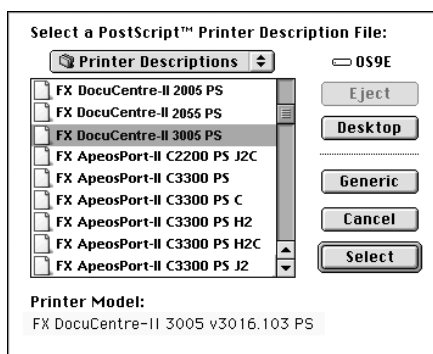 Select a PostScript™ Printer Description File:
Printer Descriptions
OS9E
FX DocuCentre-II 2005 PS
FX DocuCentre-II 2055 PS
FX DocuCentre-II 3005 PS
FX ApeosPort-II C2200 PS J2C
FX ApeosPort-II C3300 PS
FX ApeosPort-II C3300 PS C
FX ApeosPort-II C3300 PS H2
FX ApeosPort-II C3300 PS H2C
FX ApeosPort-II C3300 PS J2
Eject
Desktop
Generic
Cancel
Select
Printer Model:
FX DocuCentre-II 3005 v3016.103 PS